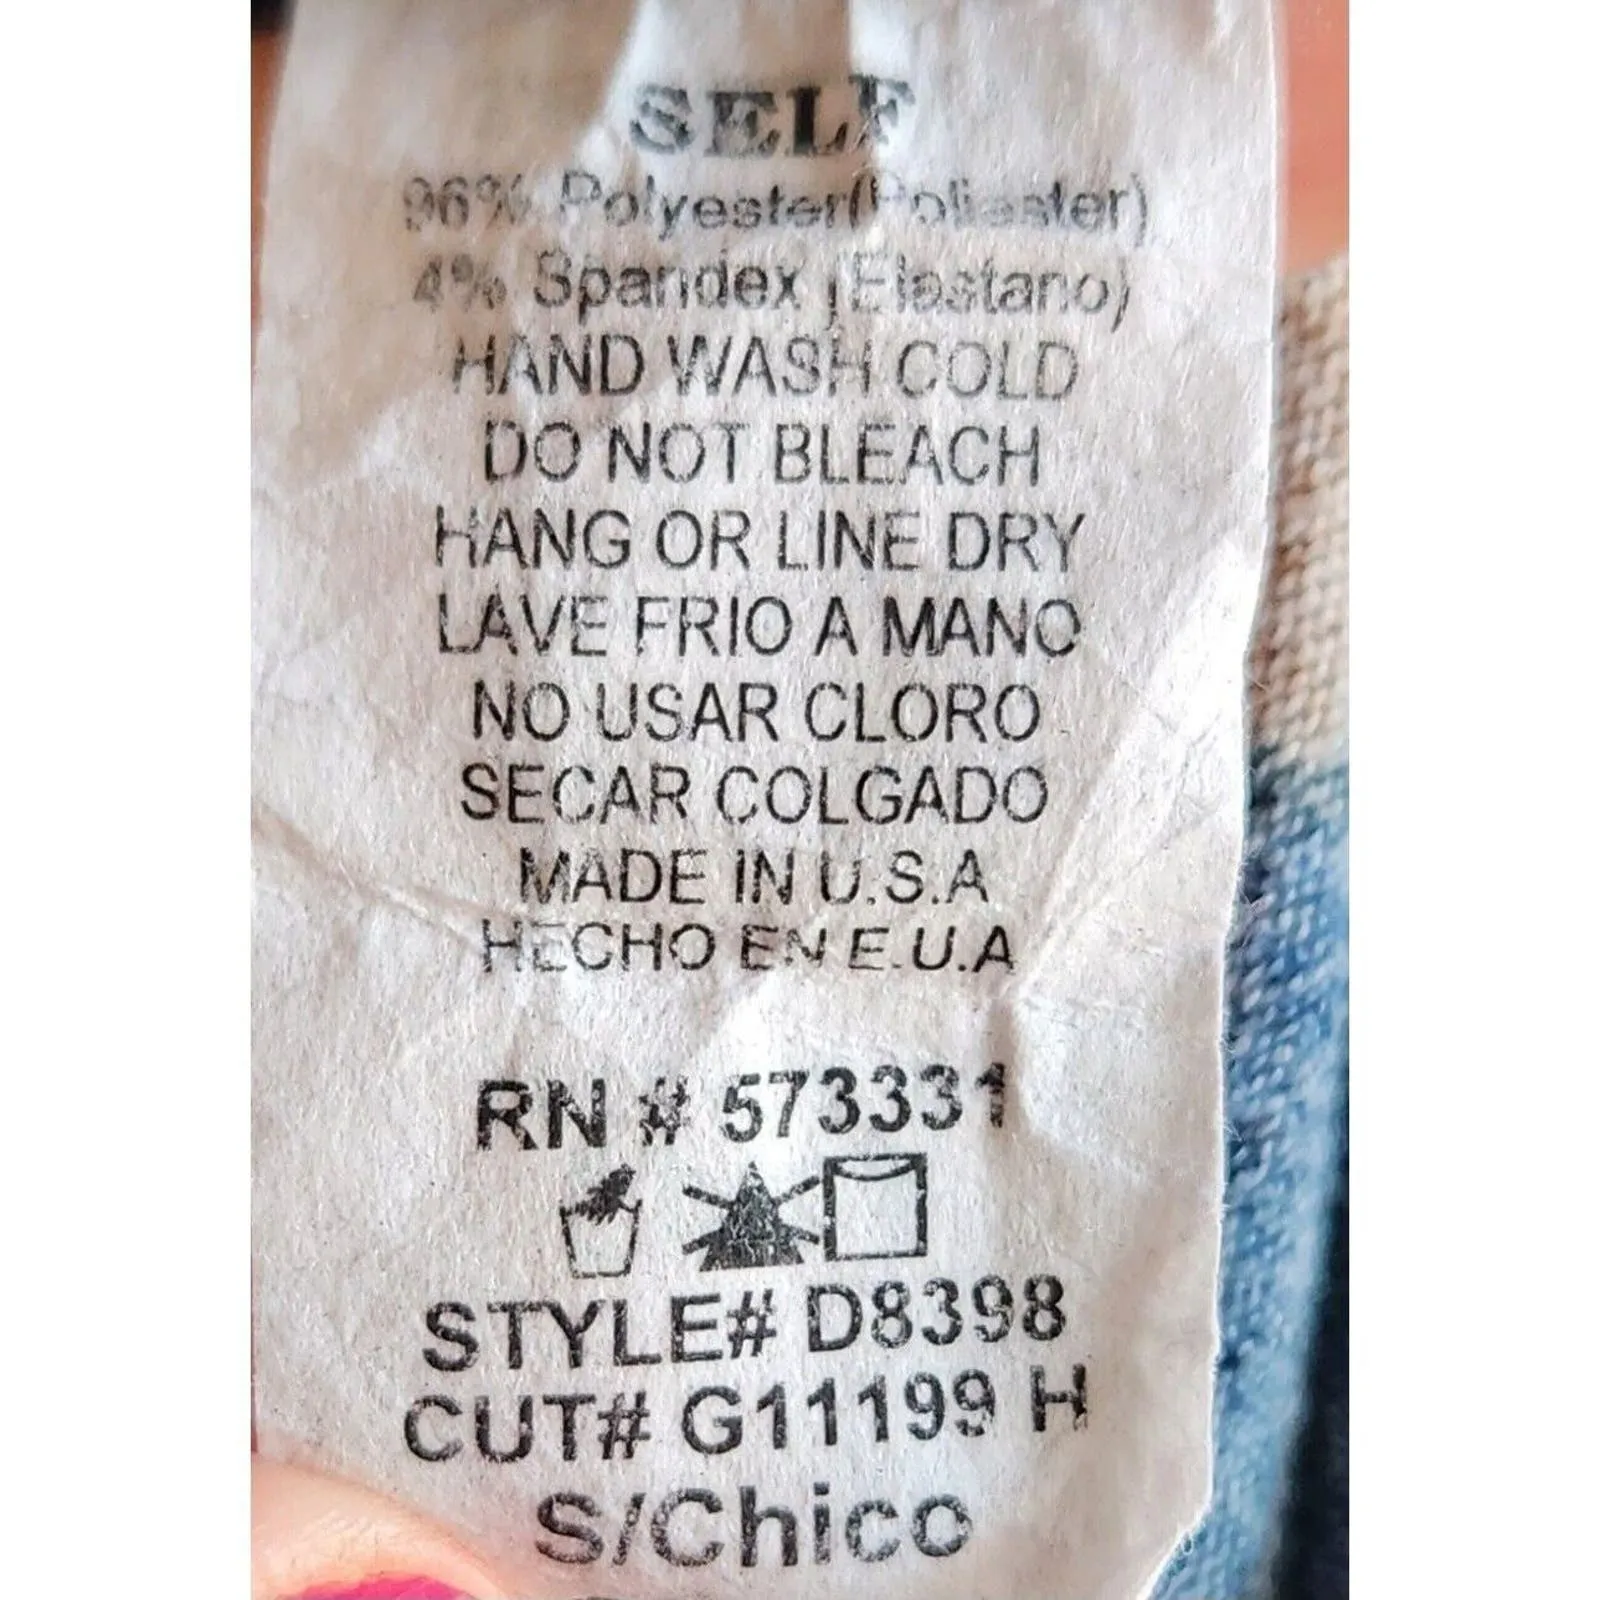 SELF
96% Polyester(Poliester)
4% Spandex (Elastano)
HAND WASH COLD
DO NOT BLEACH
HANG OR LINE DRY
LAVE FRIO A MANO
NO USAR CLORO
SECAR COLGADO
MADE IN U.S.A
HECHO EN E.U.A
RN # 573331
STYLE# D8398
CUT# G11199 H
S/Chico